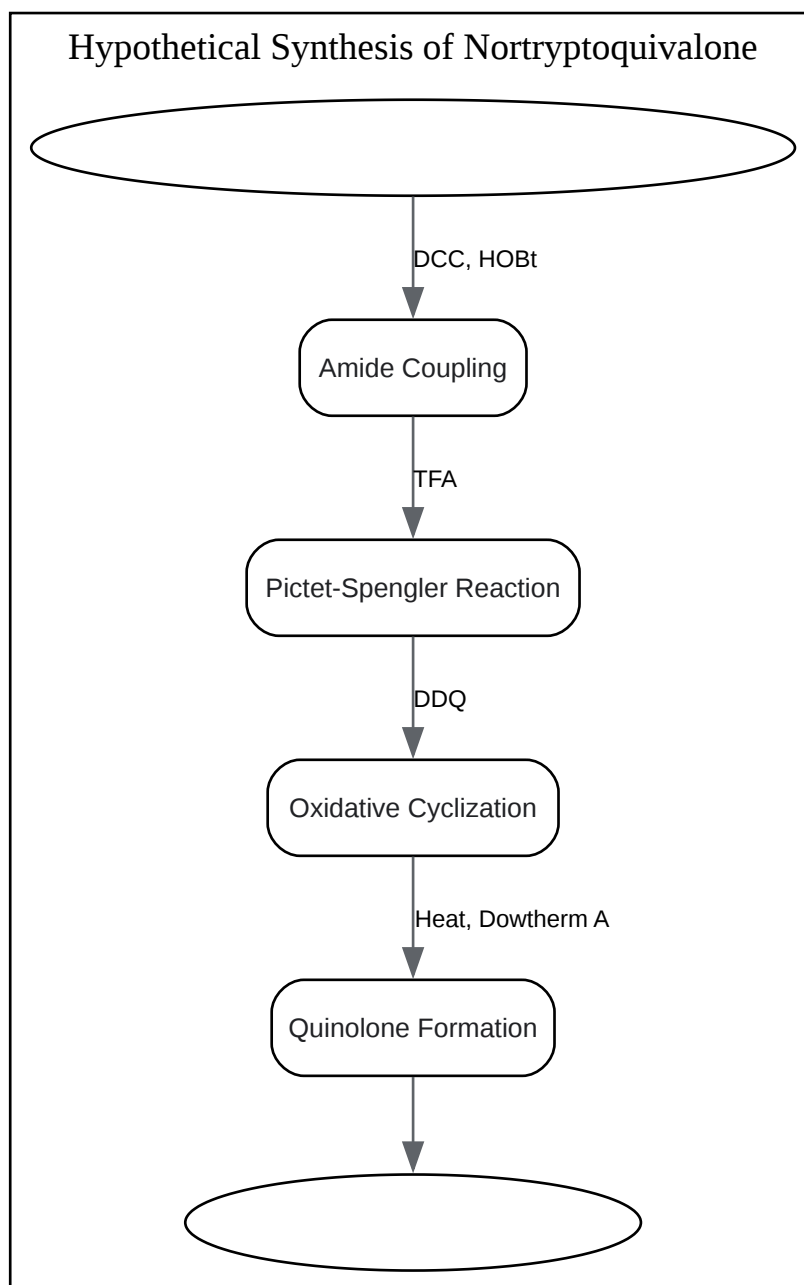 Hypothetical Synthesis of Nortryptoquivalone
DCC, HOBt
Amide Coupling
TFA
Pictet-Spengler Reaction
DDQ
Oxidative Cyclization
Heat, Dowtherm A
Quinolone Formation